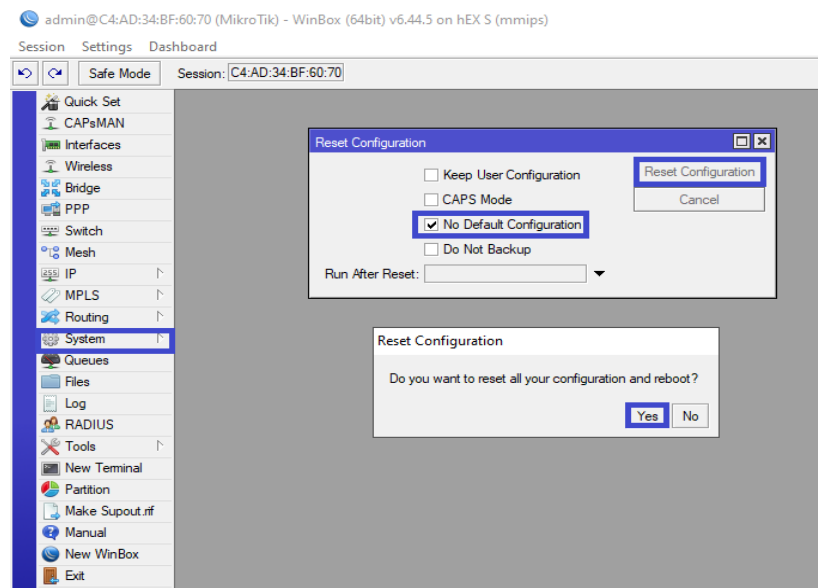 admin@C4:AD:34:BF:60:70 (MikroTik) - WinBox (64bit) v6.44.5 on hEX S (mmips)
Session Settings Dashboard
Safe Mode Session: C4:AD:34:BF:60:70
Quick Set
CAPsMAN
Interfaces
Wireless
Bridge
PPP
Switch
Mesh
IP
MPLS
Routing
System
Queues
Files
Log
RADIUS
Tools
New Terminal
Partition
Make Supout.rif
Manual
New WinBox
Exit
Reset Configuration
Keep User Configuration
CAPS Mode
No Default Configuration
Do Not Backup
Run After Reset:
Reset Configuration
Cancel
Reset Configuration
Do you want to reset all your configuration and reboot?
Yes No